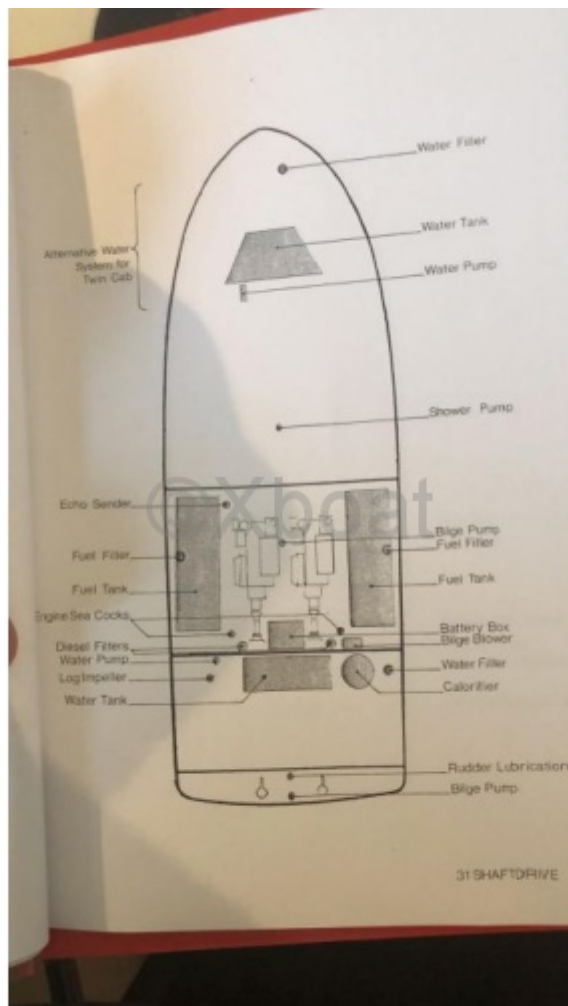 Water Filler
Water Tank
Alternative Water
System for
Twin Cab
Water Pump
Shower Pump
©Xboat
Echo Sender
Bilge Pump
Fuel Filler
Fuel Filler
Fuel Tank
Fuel Tank
Engine Sea Cocks
Battery Box
Bilge Blower
Diesel Filters
Water Pump
Water Filler
Log Impeller
Calorifier
Water Tank
Rudder Lubrication
Bilge Pump
31 SHAFTDRIVE